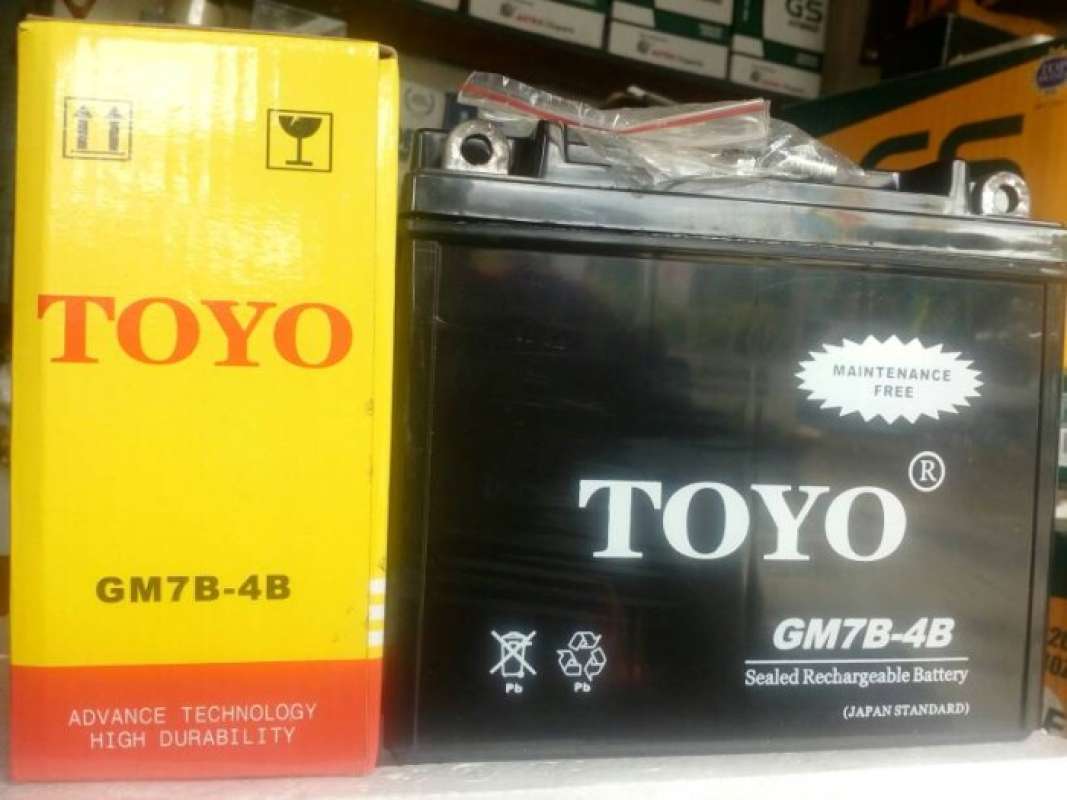 TOYO
GM7B-4B
ADVANCE TECHNOLOGY
HIGH DURABILITY
GS
GS
MAINTENANCE
FREE
TOYO®
GM7B-4B
Sealed Rechargeable Battery
(JAPAN STANDARD)
Pb
Pb